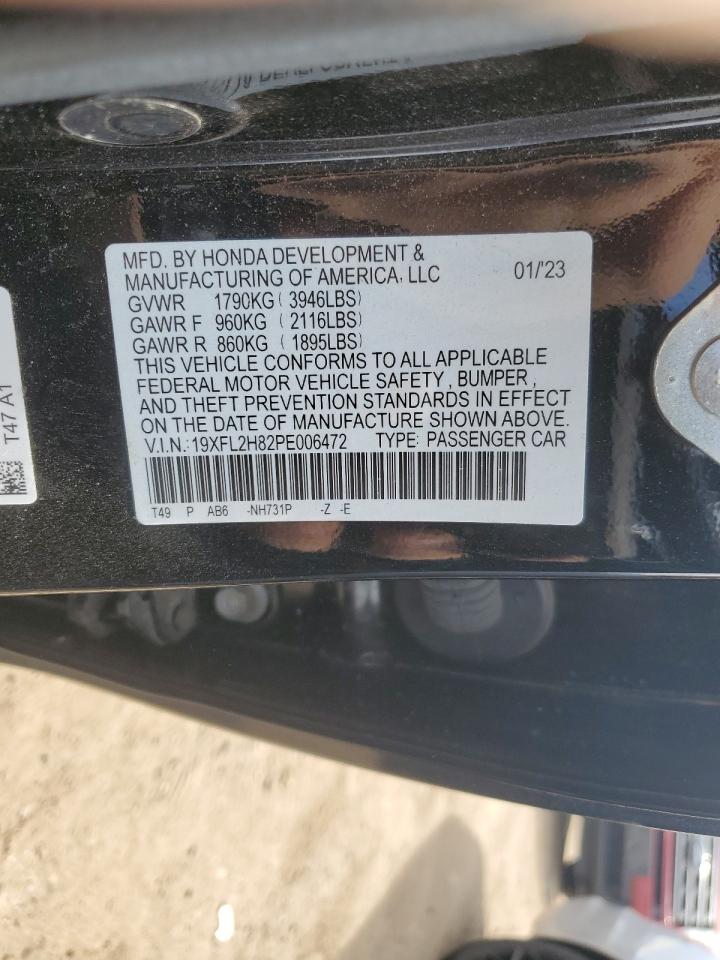 MFD. BY HONDA DEVELOPMENT &
MANUFACTURING OF AMERICA, LLC 01/'23
GVWR 1790KG ( 3946LBS )
GAWR F 960KG ( 2116LBS )
GAWR R 860KG ( 1895LBS )
THIS VEHICLE CONFORMS TO ALL APPLICABLE
FEDERAL MOTOR VEHICLE SAFETY , BUMPER ,
AND THEFT PREVENTION STANDARDS IN EFFECT
ON THE DATE OF MANUFACTURE SHOWN ABOVE.
V.I.N.: 19XFL2H82PE006472 TYPE: PASSENGER CAR
T49 P AB6 -NH731P -Z -E
T47 A1